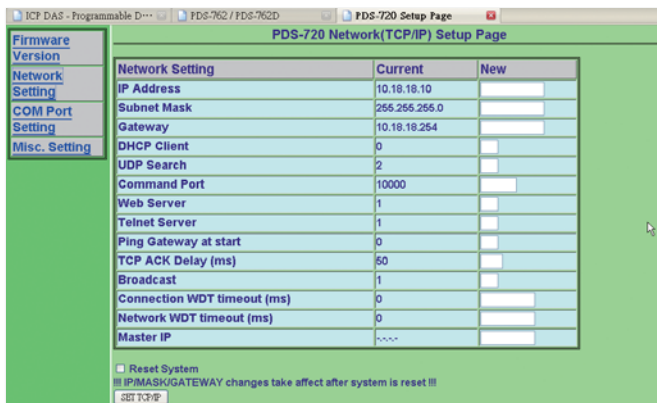 ICP DAS - Programmable D⋯
PDS-762 / PDS-762D
PDS-720 Setup Page
PDS-720 Network(TCP/IP) Setup Page
Firmware
Version
Network
Setting
COM Port
Setting
Misc. Setting
Network Setting Current New
IP Address 10.18.18.10
Subnet Mask 255.255.255.0
Gateway 10.18.18.254
DHCP Client 0
UDP Search 2
Command Port 10000
Web Server 1
Telnet Server 1
Ping Gateway at start 0
TCP ACK Delay (ms) 50
Broadcast 1
Connection WDT timeout (ms) 0
Network WDT timeout (ms) 0
Master IP -.-.-.-
Reset System
!!! IP/MASK/GATEWAY changes take affect after system is reset !!!
SET TCP/IP